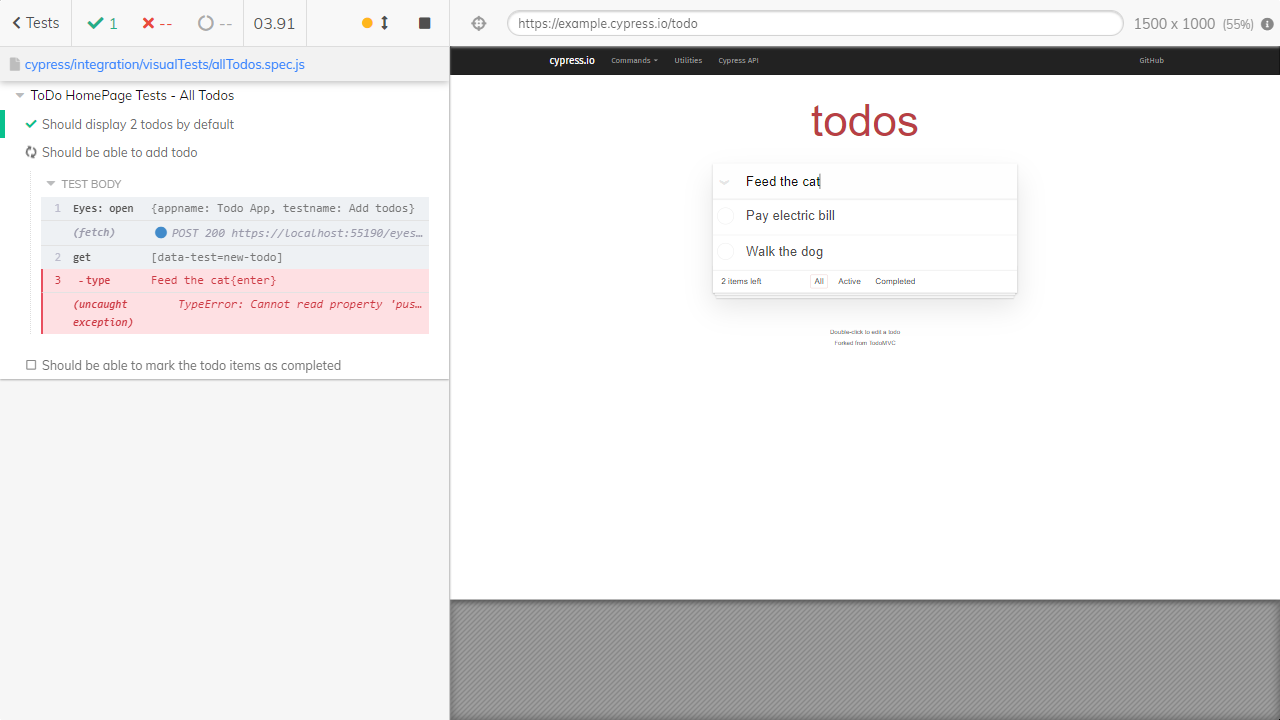 Tests 1 -- -- 03.91
cypress/integration/visualTests/allTodos.spec.js
ToDo HomePage Tests - All Todos
Should display 2 todos by default
Should be able to add todo
TEST BODY
1 Eyes: open {appname: Todo App, testname: Add todos}
(fetch) POST 200 https://localhost:55190/eyes…
2 get [data-test=new-todo]
3 -type Feed the cat{enter}
(uncaught exception) TypeError: Cannot read property 'pus…
Should be able to mark the todo items as completed
https://example.cypress.io/todo 1500 x 1000 (55%)
cypress.io Commands Utilities Cypress API GitHub
todos
Feed the cat
Pay electric bill
Walk the dog
2 items left All Active Completed
Double-click to edit a todo
Forked from TodoMVC